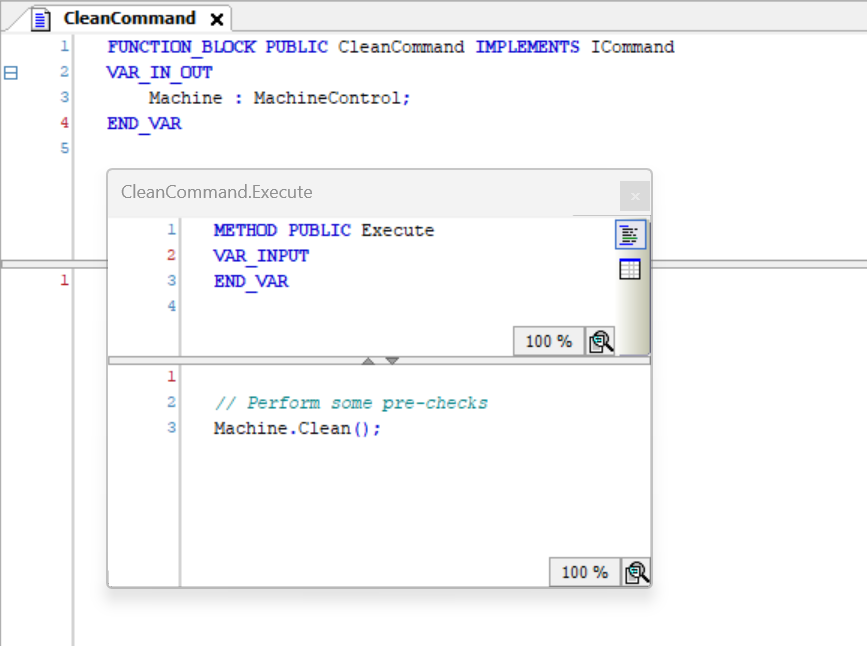 CleanCommand
1 FUNCTION_BLOCK PUBLIC CleanCommand IMPLEMENTS ICommand
2 VAR_IN_OUT
3 Machine : MachineControl;
4 END_VAR
5
CleanCommand.Execute
1 METHOD PUBLIC Execute
2 VAR_INPUT
3 END_VAR
4
100 %
1
1
2 // Perform some pre-checks
3 Machine.Clean();
100 %